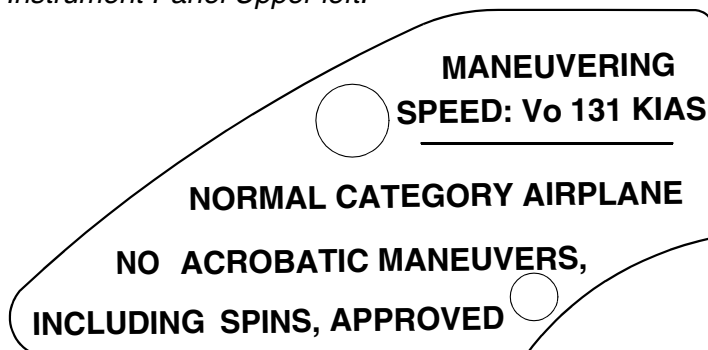 Instrument Panel Upper left:
MANEUVERING
SPEED: Vo 131 KIAS
NORMAL CATEGORY AIRPLANE
NO ACROBATIC MANEUVERS,
INCLUDING SPINS, APPROVED